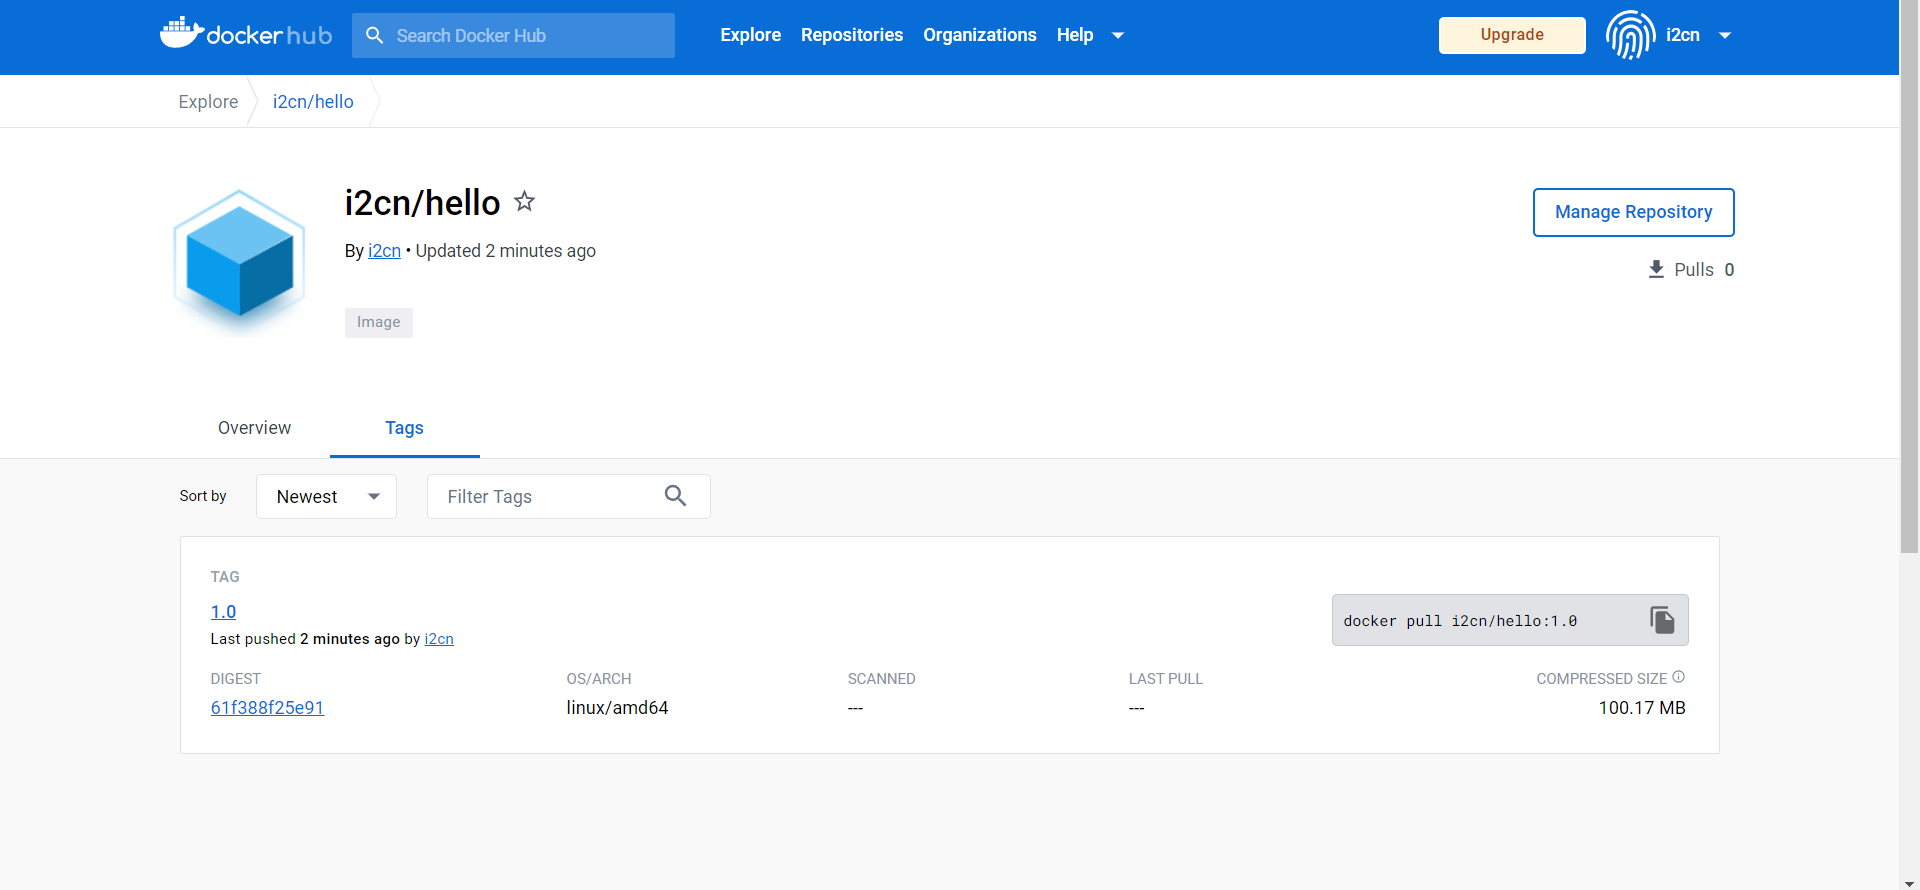 docker hub
Search Docker Hub
Explore Repositories Organizations Help
Upgrade
i2cn
Explore
i2cn/hello
i2cn/hello
Manage Repository
By i2cn • Updated 2 minutes ago
Pulls 0
Image
Overview
Tags
Sort by
Newest
Filter Tags
TAG
1.0
docker pull i2cn/hello:1.0
Last pushed 2 minutes ago by i2cn
DIGEST OS/ARCH SCANNED LAST PULL COMPRESSED SIZE
61f388f25e91 linux/amd64 --- --- 100.17 MB